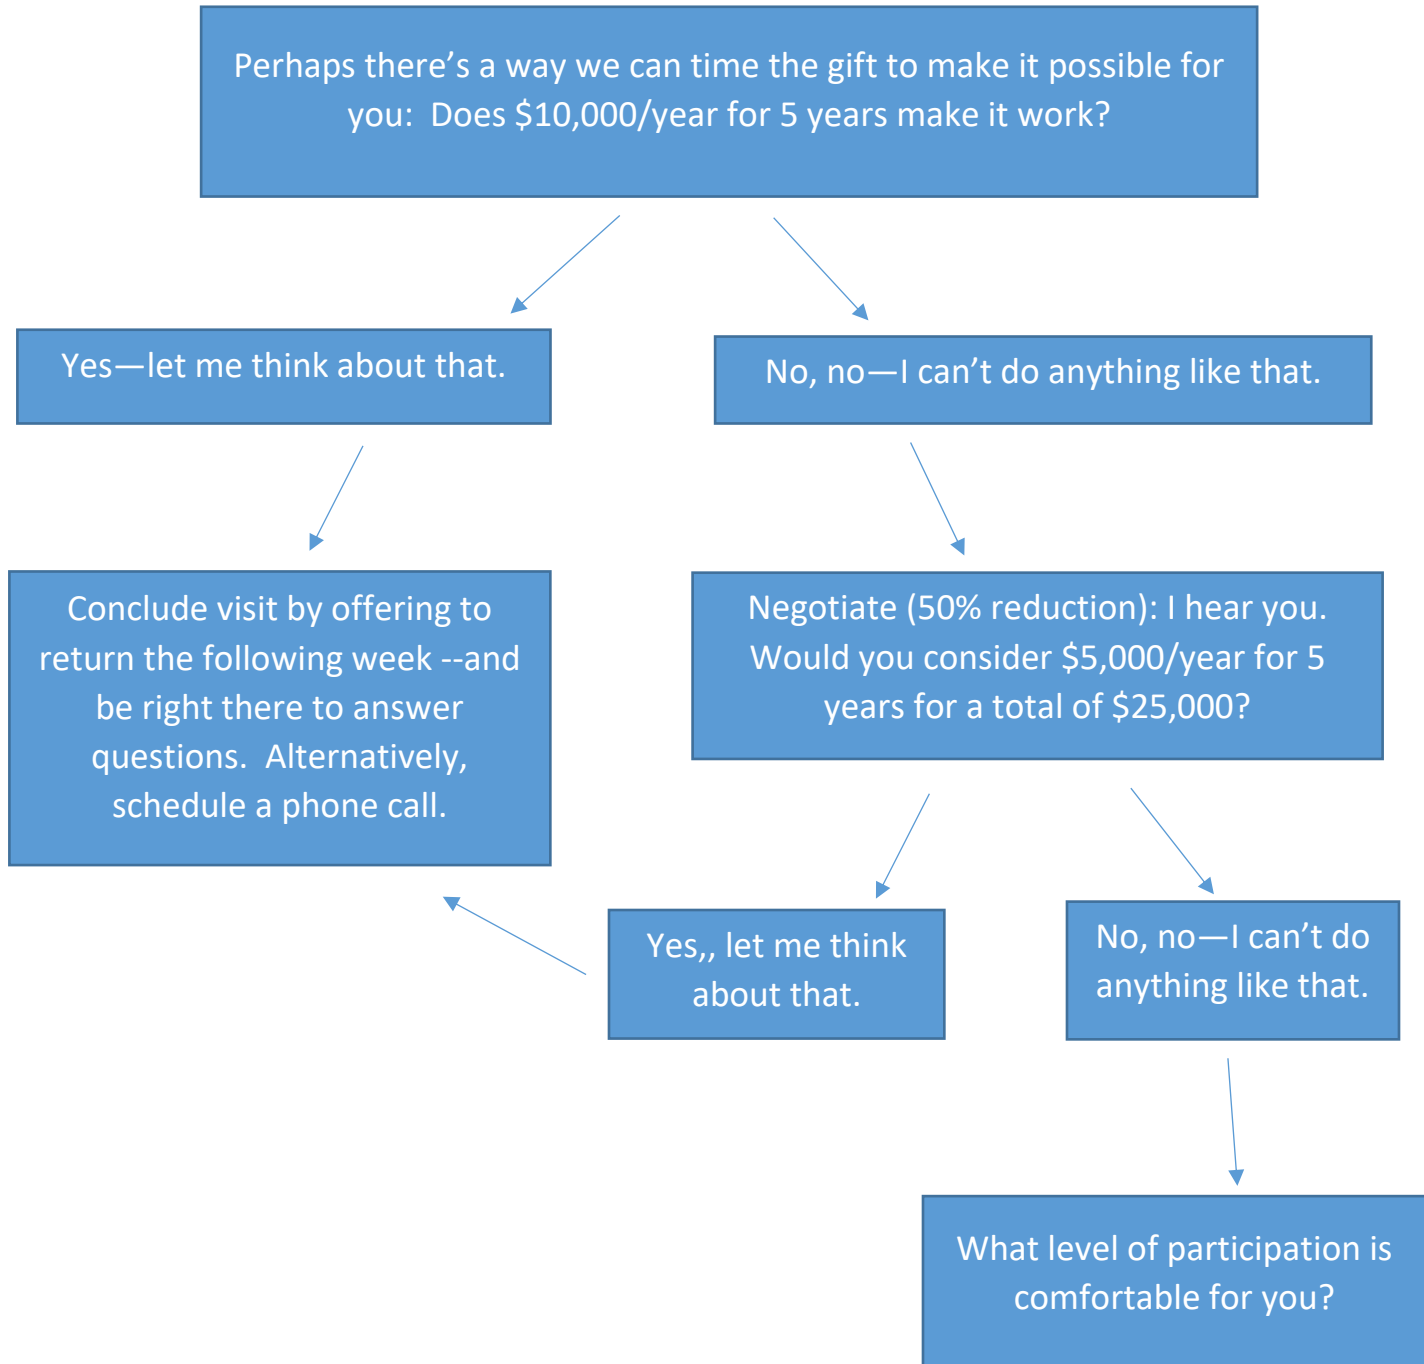 Perhaps there’s a way we can time the gift to make it possible for
you:  Does $10,000/year for 5 years make it work?
Yes—let me think about that.
No, no—I can’t do anything like that.
Conclude visit by offering to
return the following week --and
be right there to answer
questions.  Alternatively,
schedule a phone call.
Negotiate (50% reduction): I hear you.
Would you consider $5,000/year for 5
years for a total of $25,000?
Yes,, let me think
about that.
No, no—I can’t do
anything like that.
What level of participation is
comfortable for you?